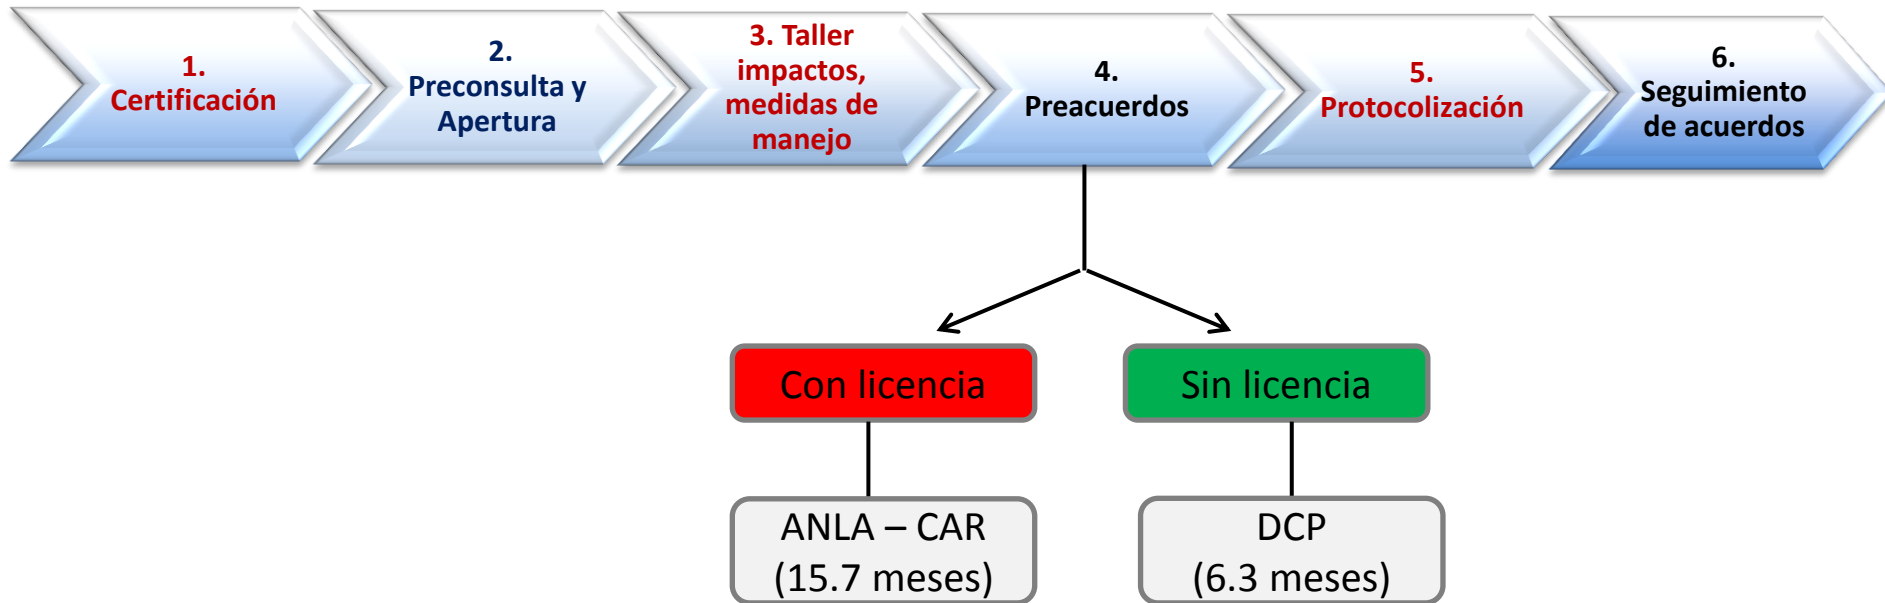 1.
Certificación
2.
Preconsulta y
Apertura
3. Taller
impactos,
medidas de
manejo
4.
Preacuerdos
5.
Protocolización
6.
Seguimiento
de acuerdos
Con licencia
Sin licencia
ANLA – CAR
(15.7 meses)
DCP
(6.3 meses)